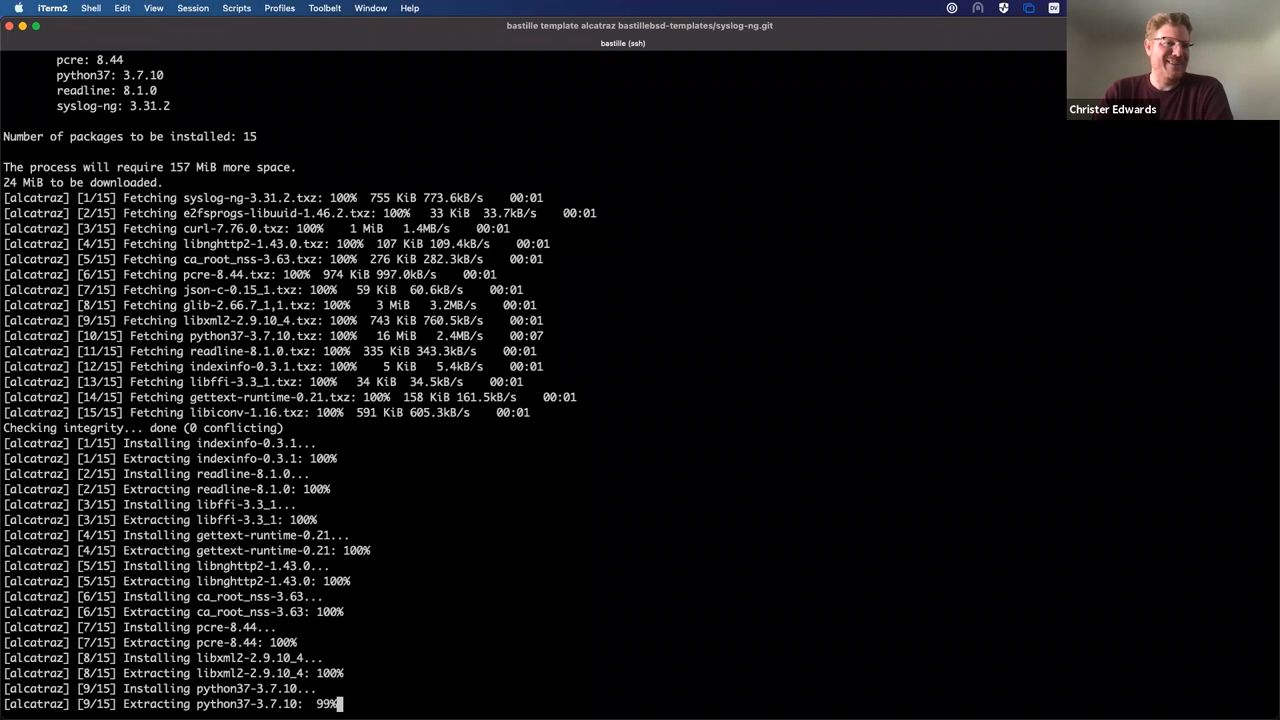 iTerm2 Shell Edit View Session Scripts Profiles Toolbelt Window Help
bastille template alcatraz bastillebsd-templates/syslog-ng.git
bastille (ssh)
Christer Edwards
pcre: 8.44
python37: 3.7.10
readline: 8.1.0
syslog-ng: 3.31.2
Number of packages to be installed: 15
The process will require 157 MiB more space.
24 MiB to be downloaded.
[alcatraz] [1/15] Fetching syslog-ng-3.31.2.txz: 100% 755 KiB 773.6kB/s 00:01
[alcatraz] [2/15] Fetching e2fsprogs-libuuid-1.46.2.txz: 100% 33 KiB 33.7kB/s 00:01
[alcatraz] [3/15] Fetching curl-7.76.0.txz: 100% 1 MiB 1.4MB/s 00:01
[alcatraz] [4/15] Fetching libnghttp2-1.43.0.txz: 100% 107 KiB 109.4kB/s 00:01
[alcatraz] [5/15] Fetching ca_root_nss-3.63.txz: 100% 276 KiB 282.3kB/s 00:01
[alcatraz] [6/15] Fetching pcre-8.44.txz: 100% 974 KiB 997.0kB/s 00:01
[alcatraz] [7/15] Fetching json-c-0.15_1.txz: 100% 59 KiB 60.6kB/s 00:01
[alcatraz] [8/15] Fetching glib-2.66.7_1,1.txz: 100% 3 MiB 3.2MB/s 00:01
[alcatraz] [9/15] Fetching libxml2-2.9.10_4.txz: 100% 743 KiB 760.5kB/s 00:01
[alcatraz] [10/15] Fetching python37-3.7.10.txz: 100% 16 MiB 2.4MB/s 00:07
[alcatraz] [11/15] Fetching readline-8.1.0.txz: 100% 335 KiB 343.3kB/s 00:01
[alcatraz] [12/15] Fetching indexinfo-0.3.1.txz: 100% 5 KiB 5.4kB/s 00:01
[alcatraz] [13/15] Fetching libffi-3.3_1.txz: 100% 34 KiB 34.5kB/s 00:01
[alcatraz] [14/15] Fetching gettext-runtime-0.21.txz: 100% 158 KiB 161.5kB/s 00:01
[alcatraz] [15/15] Fetching libiconv-1.16.txz: 100% 591 KiB 605.3kB/s 00:01
Checking integrity... done (0 conflicting)
[alcatraz] [1/15] Installing indexinfo-0.3.1...
[alcatraz] [1/15] Extracting indexinfo-0.3.1: 100%
[alcatraz] [2/15] Installing readline-8.1.0...
[alcatraz] [2/15] Extracting readline-8.1.0: 100%
[alcatraz] [3/15] Installing libffi-3.3_1...
[alcatraz] [3/15] Extracting libffi-3.3_1: 100%
[alcatraz] [4/15] Installing gettext-runtime-0.21...
[alcatraz] [4/15] Extracting gettext-runtime-0.21: 100%
[alcatraz] [5/15] Installing libnghttp2-1.43.0...
[alcatraz] [5/15] Extracting libnghttp2-1.43.0: 100%
[alcatraz] [6/15] Installing ca_root_nss-3.63...
[alcatraz] [6/15] Extracting ca_root_nss-3.63: 100%
[alcatraz] [7/15] Installing pcre-8.44...
[alcatraz] [7/15] Extracting pcre-8.44: 100%
[alcatraz] [8/15] Installing libxml2-2.9.10_4...
[alcatraz] [8/15] Extracting libxml2-2.9.10_4: 100%
[alcatraz] [9/15] Installing python37-3.7.10...
[alcatraz] [9/15] Extracting python37-3.7.10: 99%